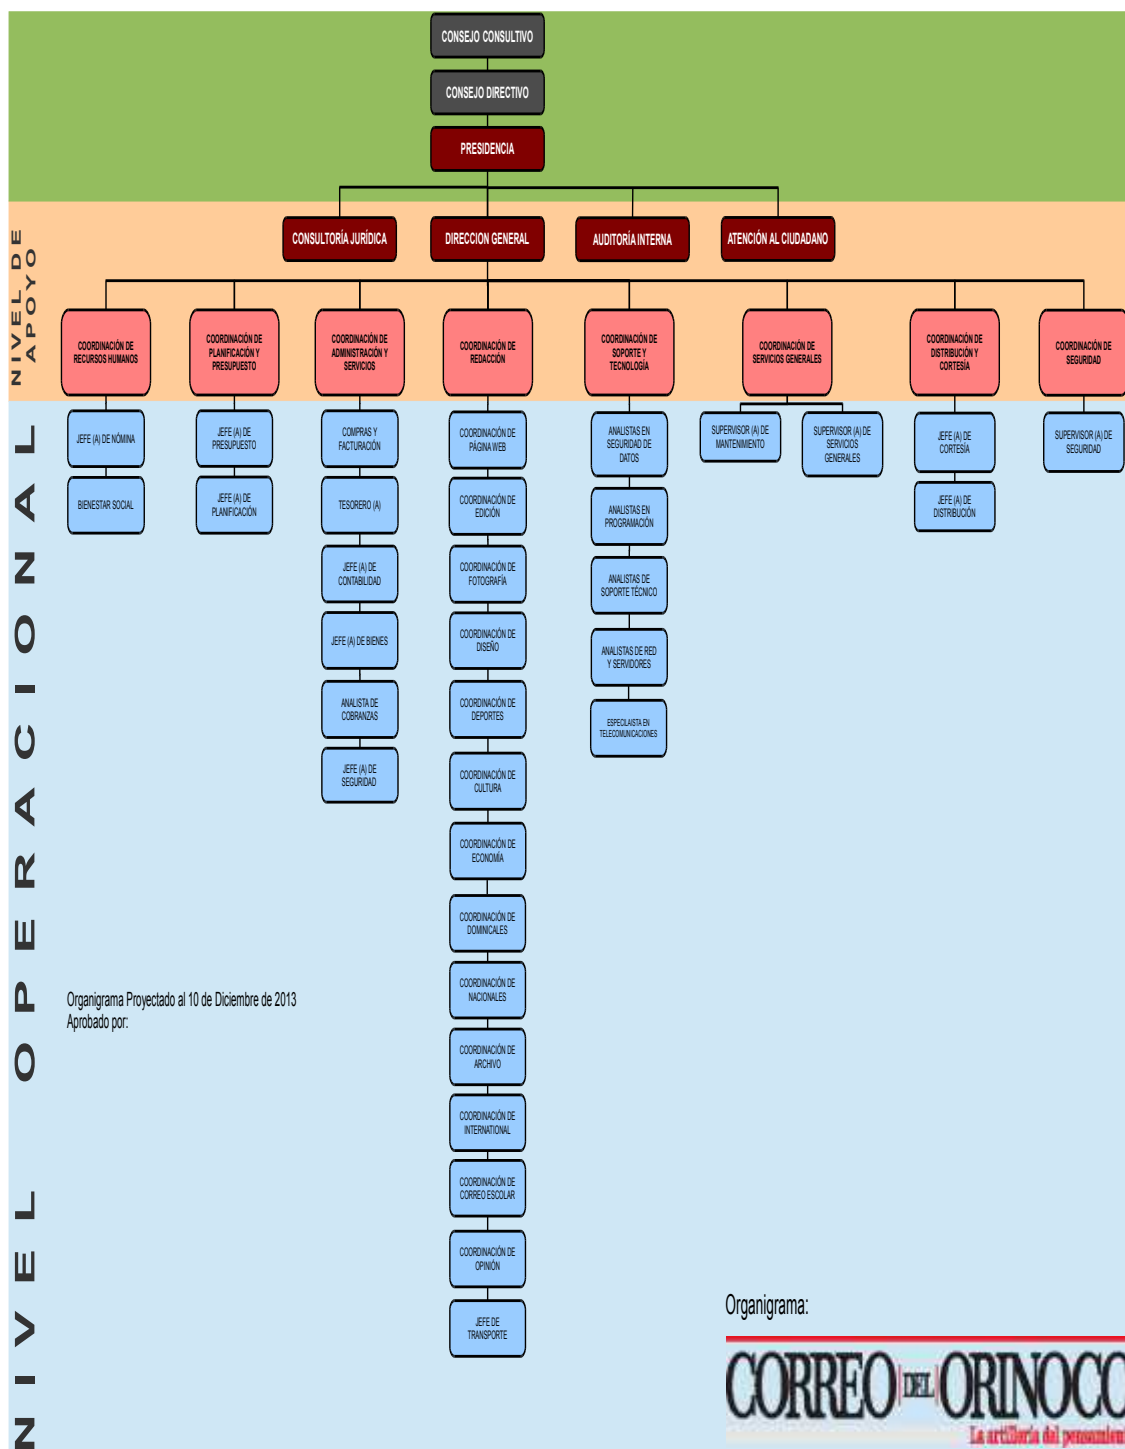 CONSEJO CONSULTIVO
CONSEJO DIRECTIVO
PRESIDENCIA
CONSULTORÍA JURÍDICA
DIRECCION GENERAL
AUDITORÍA INTERNA
ATENCIÓN AL CIUDADANO
NIVEL DE
APOYO
COORDINACIÓN DE
RECURSOS HUMANOS
COORDINACIÓN DE
PLANIFICACIÓN Y
PRESUPUESTO
COORDINACIÓN DE
ADMINISTRACIÓN Y
SERVICIOS
COORDINACIÓN DE
REDACCIÓN
COORDINACIÓN DE
SOPORTE Y
TECNOLOGÍA
COORDINACIÓN DE
SERVICIOS GENERALES
COORDINACIÓN DE
DISTRIBUCIÓN Y
CORTESÍA
COORDINACIÓN DE
SEGURIDAD
NIVEL OPERACIONAL
JEFE (A) DE NÓMINA
BIENESTAR SOCIAL
JEFE (A) DE
PRESUPUESTO
JEFE (A) DE
PLANIFICACIÓN
COMPRAS Y
FACTURACIÓN
TESORERO (A)
JEFE (A) DE
CONTABILIDAD
JEFE (A) DE BIENES
ANALISTA DE
COBRANZAS
JEFE (A) DE
SEGURIDAD
COORDINACIÓN DE
PÁGINA WEB
COORDINACIÓN DE
EDICIÓN
COORDINACIÓN DE
FOTOGRAFÍA
COORDINACIÓN DE
DISEÑO
COORDINACIÓN DE
DEPORTES
COORDINACIÓN DE
CULTURA
COORDINACIÓN DE
ECONOMÍA
COORDINACIÓN DE
DOMINICALES
COORDINACIÓN DE
NACIONALES
COORDINACIÓN DE
ARCHIVO
COORDINACIÓN DE
INTERNATIONAL
COORDINACIÓN DE
CORREO ESCOLAR
COORDINACIÓN DE
OPINIÓN
JEFE DE
TRANSPORTE
ANALISTAS EN
SEGURIDAD DE
DATOS
ANALISTAS EN
PROGRAMACIÓN
ANALISTAS DE
SOPORTE TÉCNICO
ANALISTAS DE RED
Y SERVIDORES
ESPECILAISTA EN
TELECOMUNICACIONES
SUPERVISOR (A) DE
MANTENIMIENTO
SUPERVISOR (A) DE
SERVICIOS
GENERALES
JEFE (A) DE
CORTESÍA
JEFE (A) DE
DISTRIBUCIÓN
SUPERVISOR (A) DE
SEGURIDAD
Organigrama Proyectado al 10 de Diciembre de 2013
Aprobado por:
Organigrama:
CORREO DEL ORINOCO
La artillería del pensamien